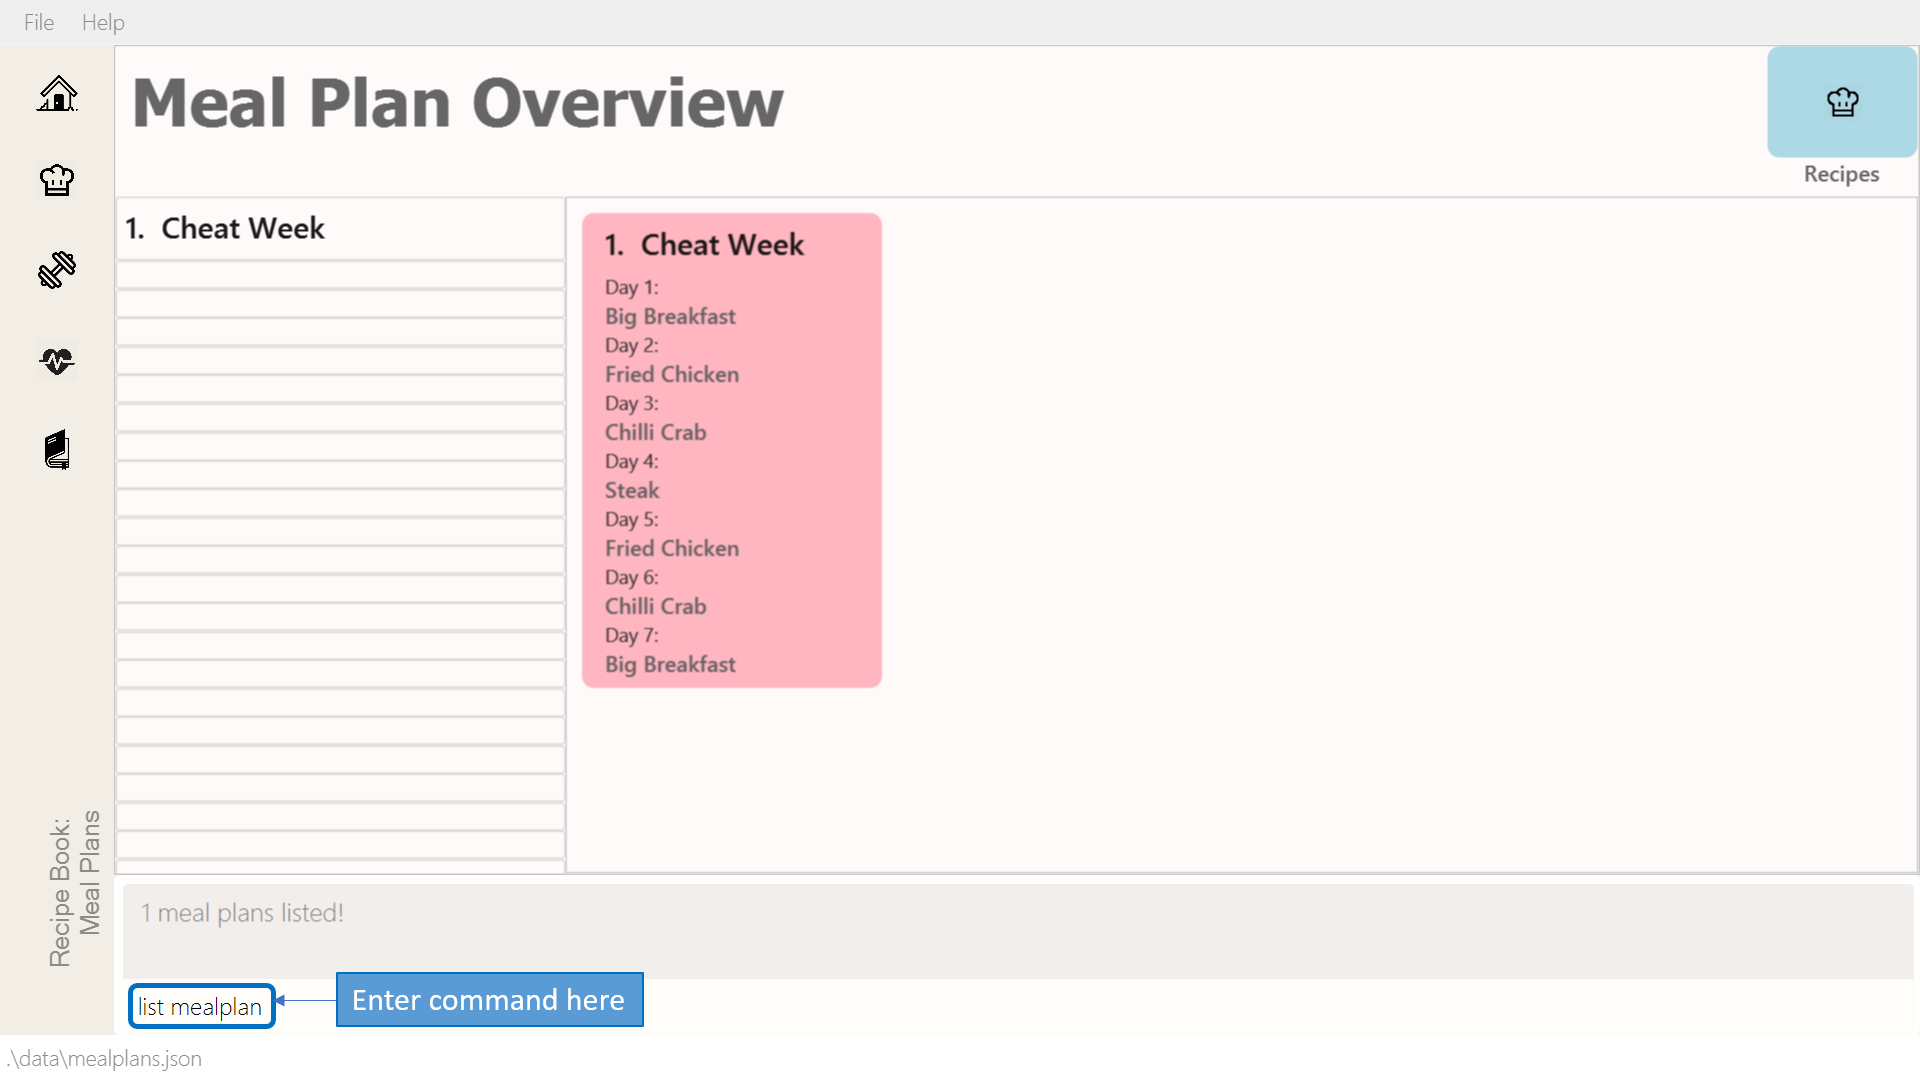 File Help
Meal Plan Overview
Recipes
1. Cheat Week
1. Cheat Week
Day 1:
Big Breakfast
Day 2:
Fried Chicken
Day 3:
Chilli Crab
Day 4:
Steak
Day 5:
Fried Chicken
Day 6:
Chilli Crab
Day 7:
Big Breakfast
Recipe Book:
Meal Plans
1 meal plans listed!
list mealplan
Enter command here
.\data\mealplans.json